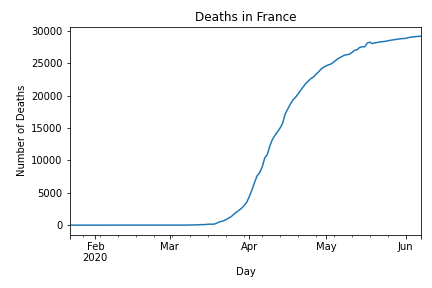 Deaths in France
30000
25000
20000
15000
10000
5000
0
Number of Deaths
Feb
2020
Mar
Apr
May
Jun
Day